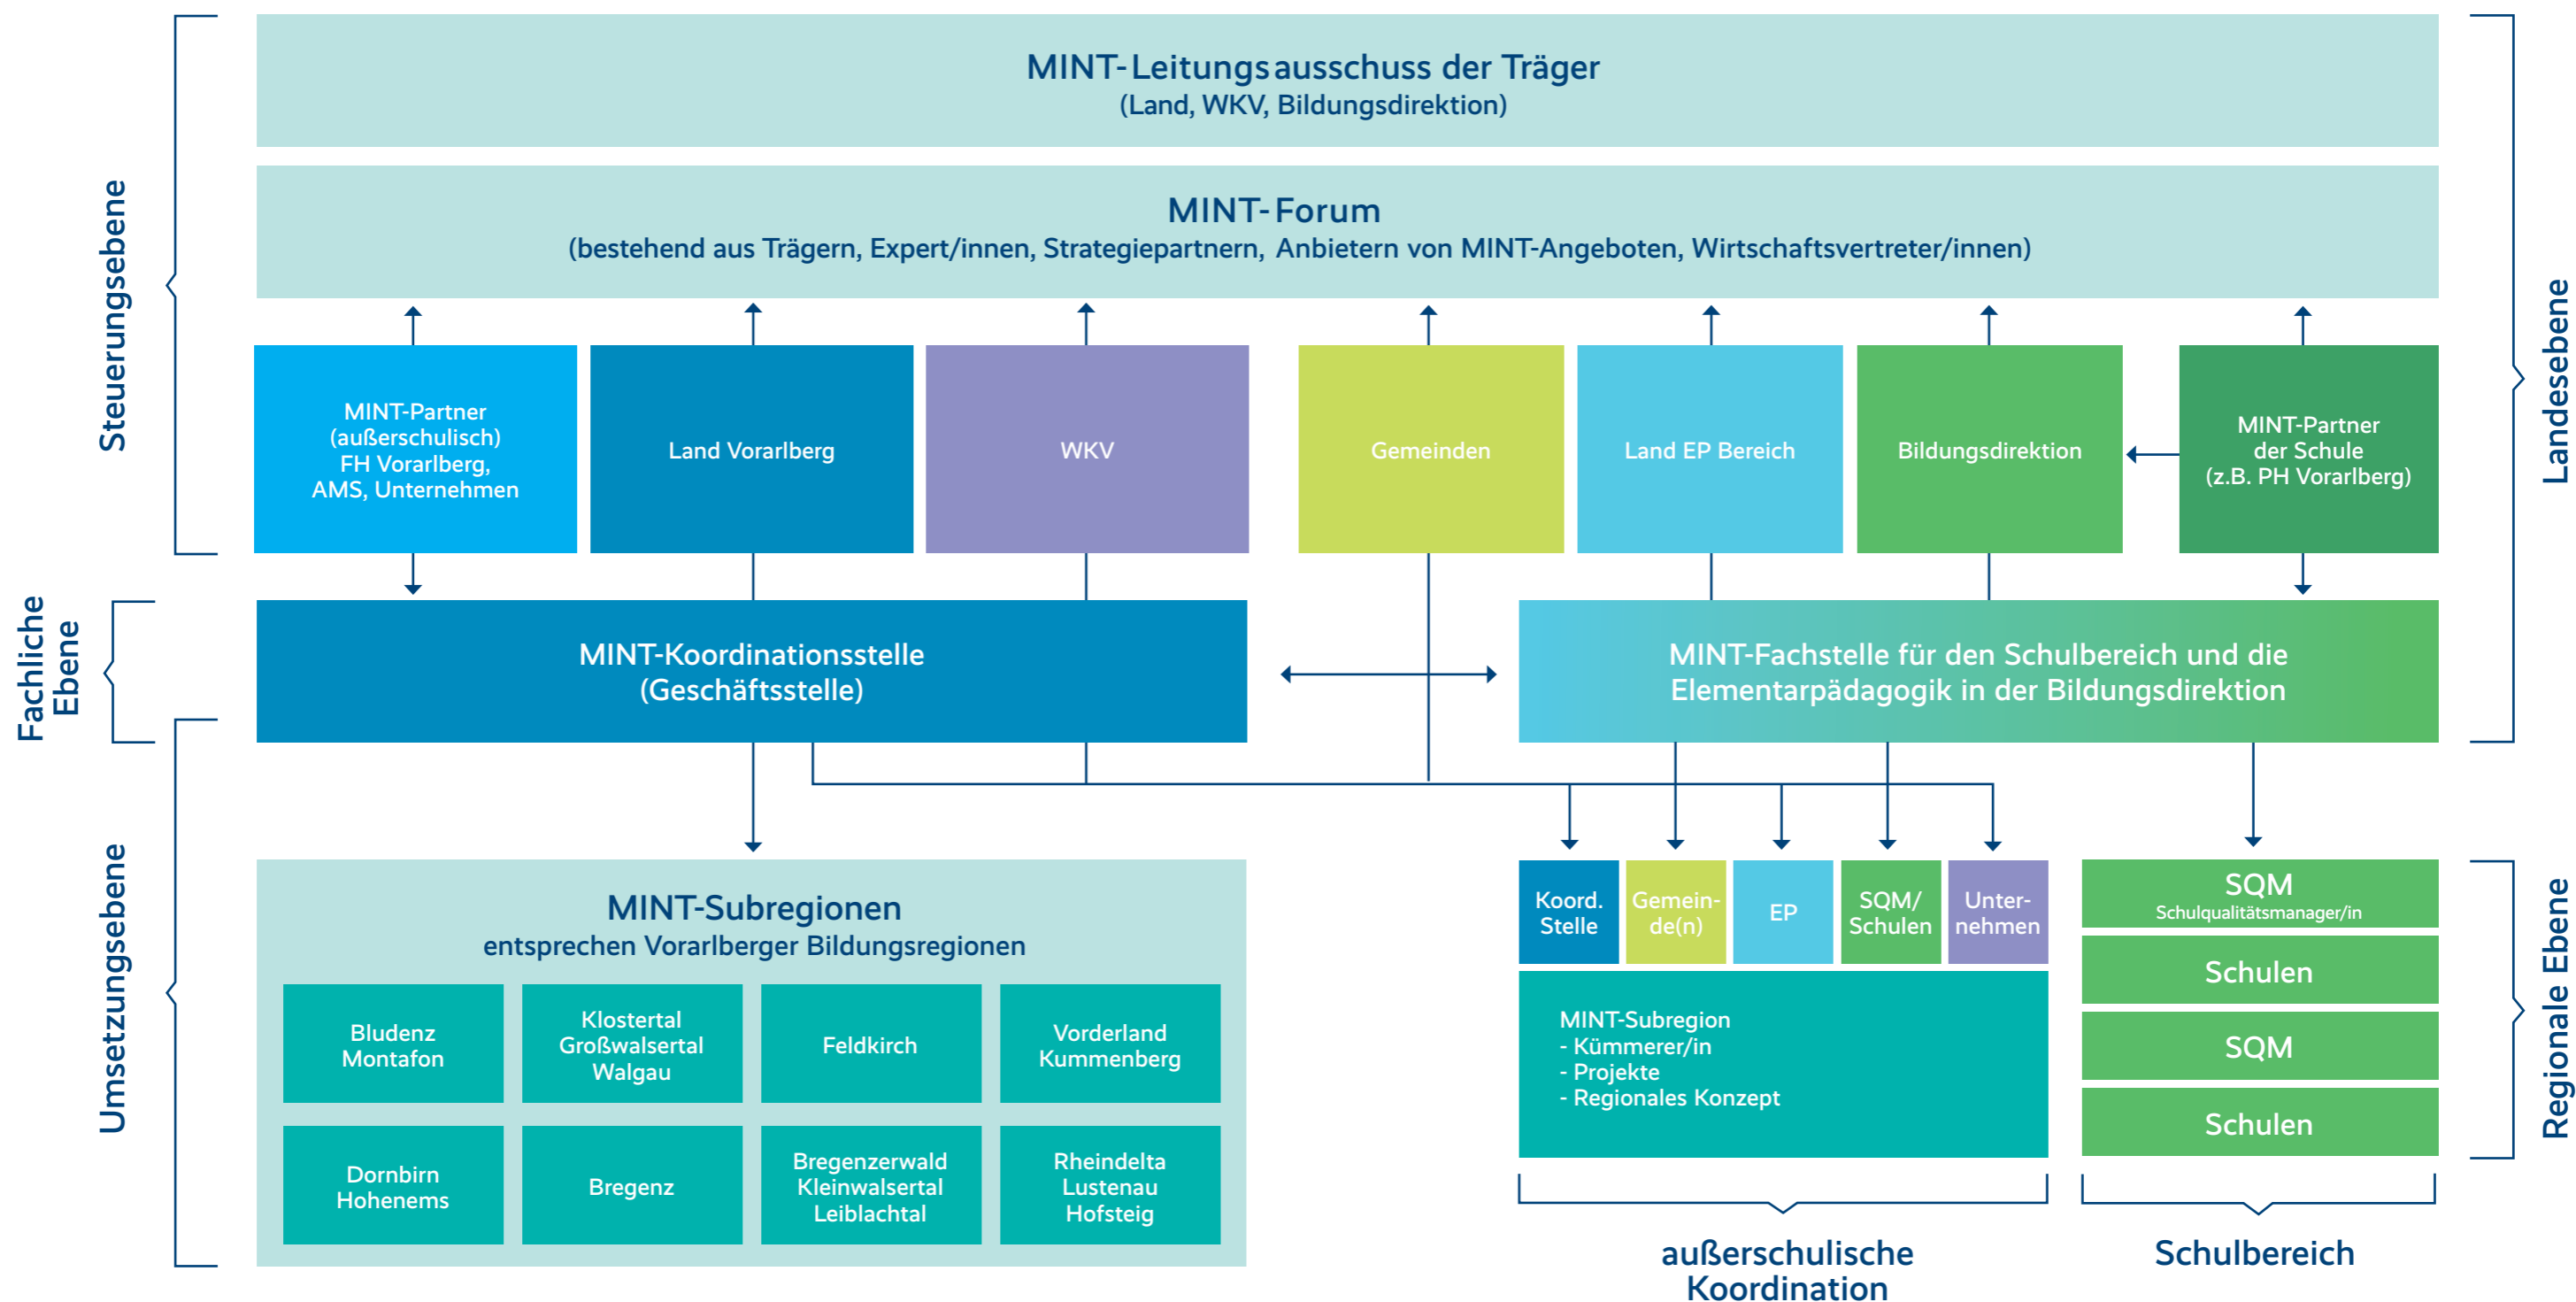 MINT-Leitungsausschuss der Träger
(Land, WKV, Bildungsdirektion)
MINT-Forum
(bestehend aus Trägern, Expert/innen, Strategiepartnern, Anbietern von MINT-Angeboten, Wirtschaftsvertreter/innen)
Steuerungsebene
Landesebene
MINT-Partner
(außerschulisch)
FH Vorarlberg,
AMS, Unternehmen
Land Vorarlberg
WKV
Gemeinden
Land EP Bereich
Bildungsdirektion
MINT-Partner
der Schule
(z.B. PH Vorarlberg)
Fachliche
Ebene
MINT-Koordinationsstelle
(Geschäftsstelle)
MINT-Fachstelle für den Schulbereich und die
Elementarpädagogik in der Bildungsdirektion
Umsetzungsebene
MINT-Subregionen
entsprechen Vorarlberger Bildungsregionen
Bludenz
Montafon
Klostertal
Großwalsertal
Walgau
Feldkirch
Vorderland
Kummenberg
Dornbirn
Hohenems
Bregenz
Bregenzerwald
Kleinwalsertal
Leiblachtal
Rheindelta
Lustenau
Hofsteig
Koord.
Stelle
Gemein-
de(n)
EP
SQM/
Schulen
Unter-
nehmen
MINT-Subregion
- Kümmerer/in
- Projekte
- Regionales Konzept
SQM
Schulqualitätsmanager/in
Schulen
SQM
Schulen
Regionale Ebene
außerschulische
Koordination
Schulbereich